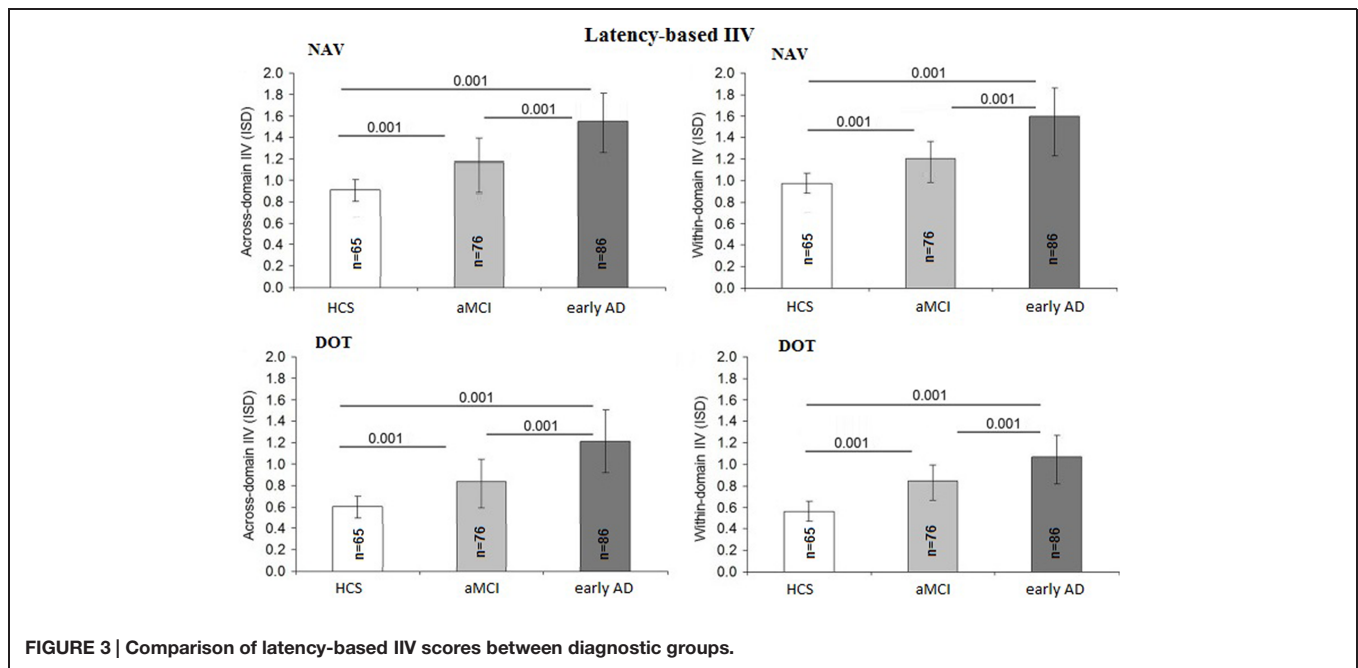 Latency-based IIV
NAV
Across-domain IIV (ISD)
2.0
1.8
1.6
1.4
1.2
1.0
0.8
0.6
0.4
0.2
0.0
0.001
0.001
0.001
n=65
n=76
n=86
HCS aMCI early AD
NAV
Within-domain IIV (ISD)
2.0
1.8
1.6
1.4
1.2
1.0
0.8
0.6
0.4
0.2
0.0
0.001
0.001
0.001
n=65
n=76
n=86
HCS aMCI early AD
DOT
Across-domain IIV (ISD)
2.0
1.8
1.6
1.4
1.2
1.0
0.8
0.6
0.4
0.2
0.0
0.001
0.001
0.001
n=65
n=76
n=86
HCS aMCI early AD
DOT
Within-domain IIV (ISD)
2.0
1.8
1.6
1.4
1.2
1.0
0.8
0.6
0.4
0.2
0.0
0.001
0.001
0.001
n=65
n=76
n=86
HCS aMCI early AD
FIGURE 3 | Comparison of latency-based IIV scores between diagnostic groups.